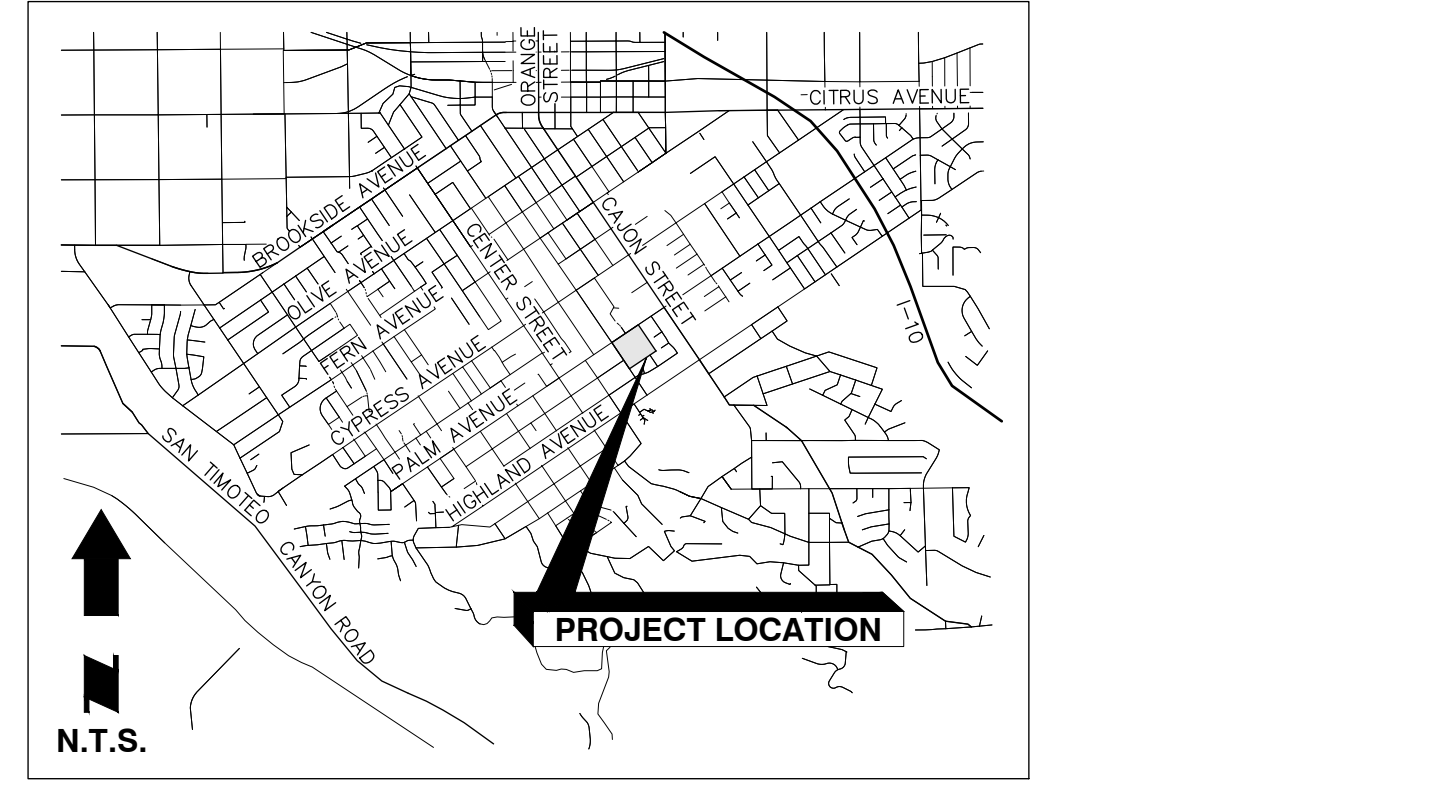 ORANGE
STREET
CITRUS AVENUE
BROOKSIDE AVENUE
OLIVE AVENUE
CENTER STREET
CAJON STREET
FERN AVENUE
I-10
CYPRESS AVENUE
PALM AVENUE
HIGHLAND AVENUE
SAN TIMOTEO
CANYON ROAD
PROJECT LOCATION
N
N.T.S.